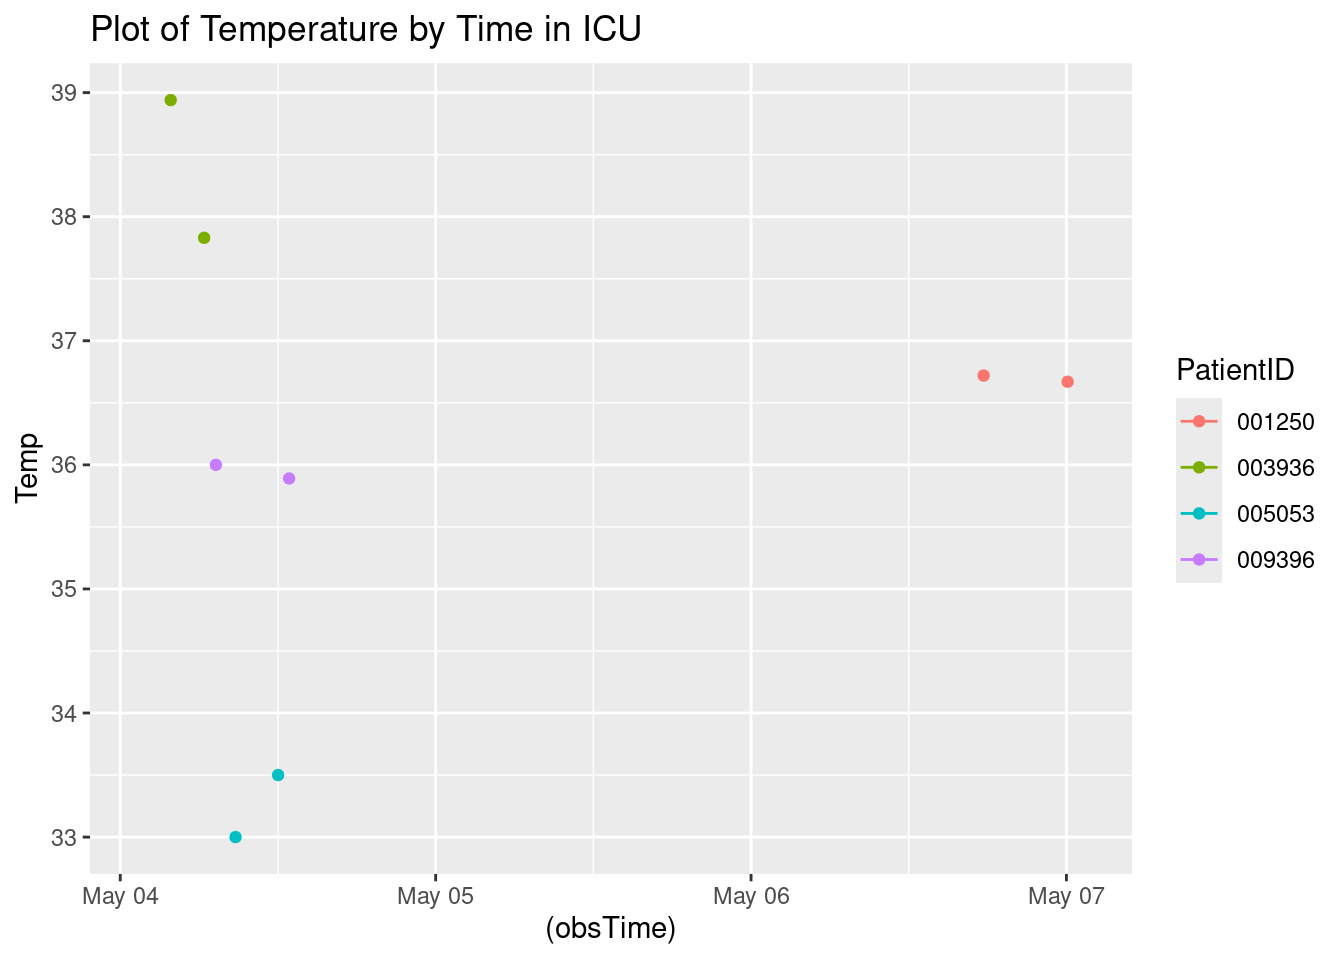 Plot of Temperature by Time in ICU
39
38
37
36
35
34
33
Temp
May 04
May 05
May 06
May 07
(obsTime)
PatientID
001250
003936
005053
009396